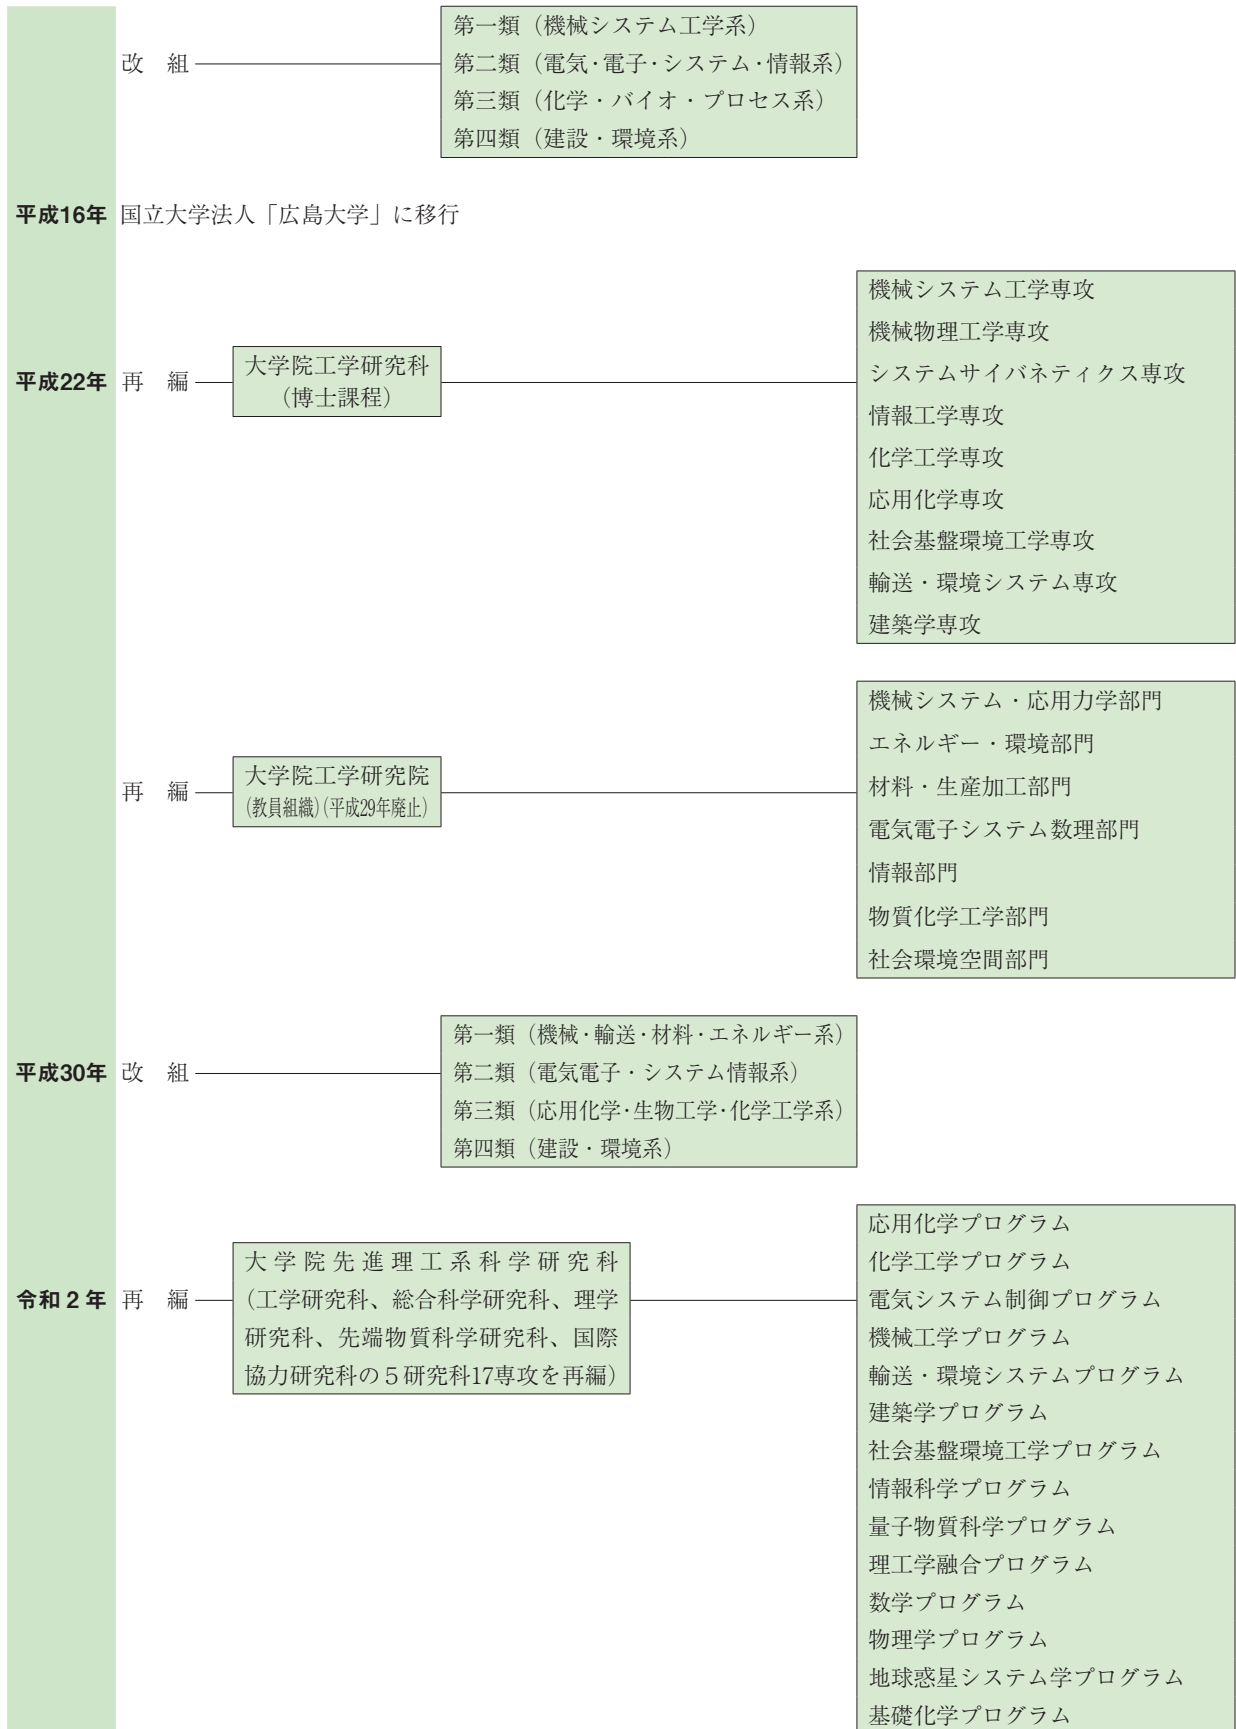 改　組
第一類（機械システム工学系）
第二類（電気・電子・システム・情報系）
第三類（化学・バイオ・プロセス系）
第四類（建設・環境系）
平成16年 国立大学法人「広島大学」に移行
平成22年 再　編
大学院工学研究科
（博士課程）
機械システム工学専攻
機械物理工学専攻
システムサイバネティクス専攻
情報工学専攻
化学工学専攻
応用化学専攻
社会基盤環境工学専攻
輸送・環境システム専攻
建築学専攻
再　編
大学院工学研究院
(教員組織)(平成29年廃止)
機械システム・応用力学部門
エネルギー・環境部門
材料・生産加工部門
電気電子システム数理部門
情報部門
物質化学工学部門
社会環境空間部門
平成30年 改　組
第一類（機械・輸送・材料・エネルギー系）
第二類（電気電子・システム情報系）
第三類（応用化学・生物工学・化学工学系）
第四類（建設・環境系）
令和２年 再　編
大学院先進理工系科学研究科
（工学研究科、総合科学研究科、理学
研究科、先端物質科学研究科、国際
協力研究科の５研究科17専攻を再編）
応用化学プログラム
化学工学プログラム
電気システム制御プログラム
機械工学プログラム
輸送・環境システムプログラム
建築学プログラム
社会基盤環境工学プログラム
情報科学プログラム
量子物質科学プログラム
理工学融合プログラム
数学プログラム
物理学プログラム
地球惑星システム学プログラム
基礎化学プログラム